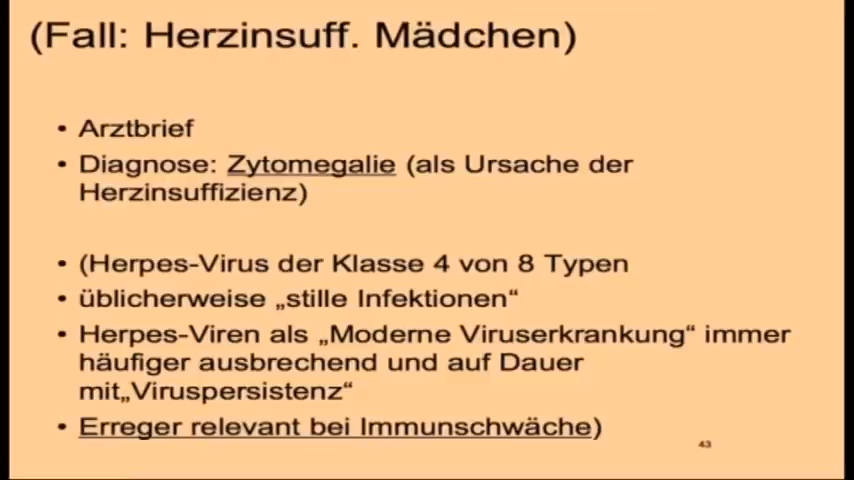 (Fall: Herzinsuff. Mädchen)
• Arztbrief
• Diagnose: Zytomegalie (als Ursache der
Herzinsuffizienz)
• (Herpes-Virus der Klasse 4 von 8 Typen
• üblicherweise „stille Infektionen“
• Herpes-Viren als „Moderne Viruserkrankung“ immer
häufiger ausbrechend und auf Dauer
mit„Viruspersistenz“
• Erreger relevant bei Immunschwäche)
43